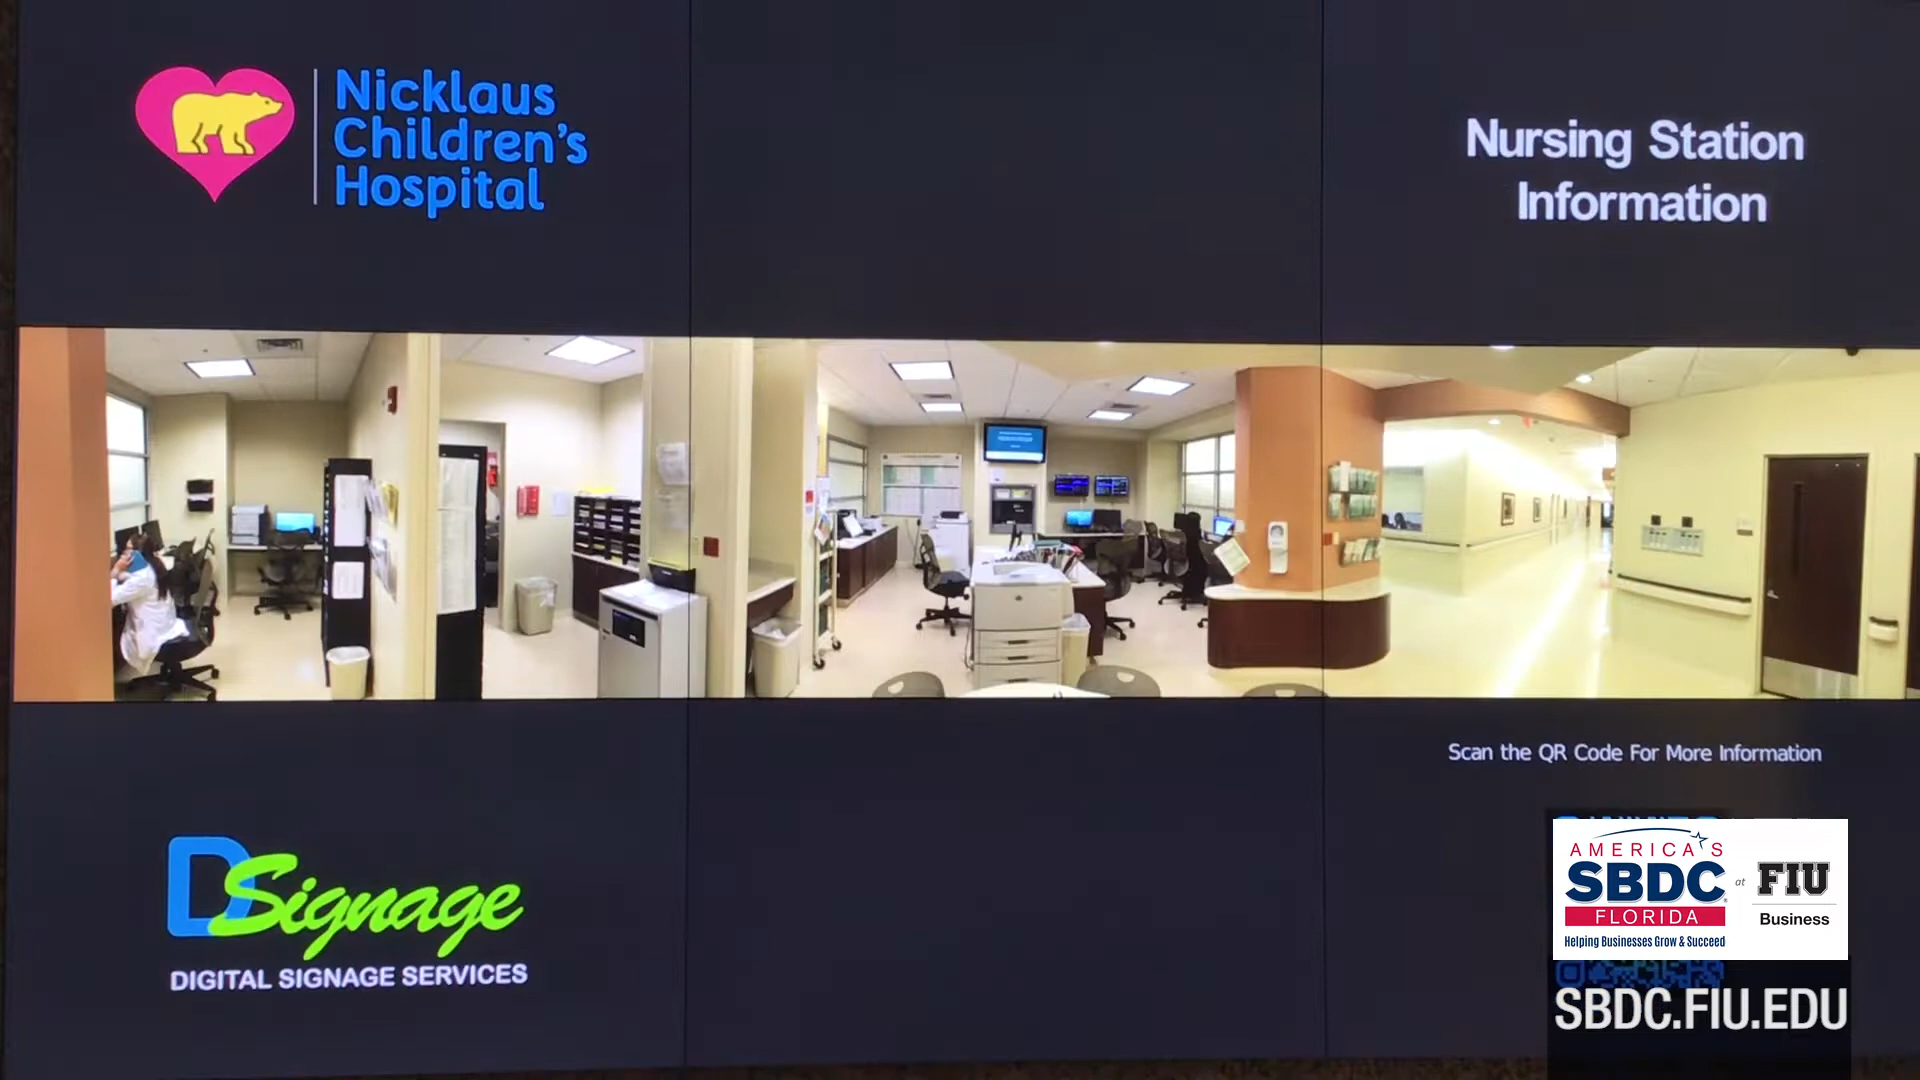 Nicklaus
Children's
Hospital
Nursing Station
Information
Scan the QR Code For More Information
DSignage
DIGITAL SIGNAGE SERVICES
AMERICA'S
SBDC
FLORIDA
Helping Businesses Grow & Succeed
at
FIU
Business
SBDC.FIU.EDU